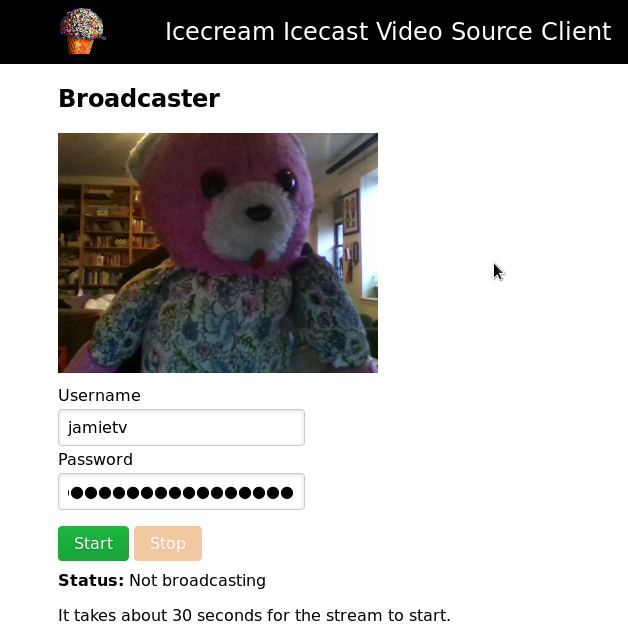 Icecream Icecast Video Source Client
Broadcaster
Username
jamietv
Password
Start Stop
Status: Not broadcasting
It takes about 30 seconds for the stream to start.